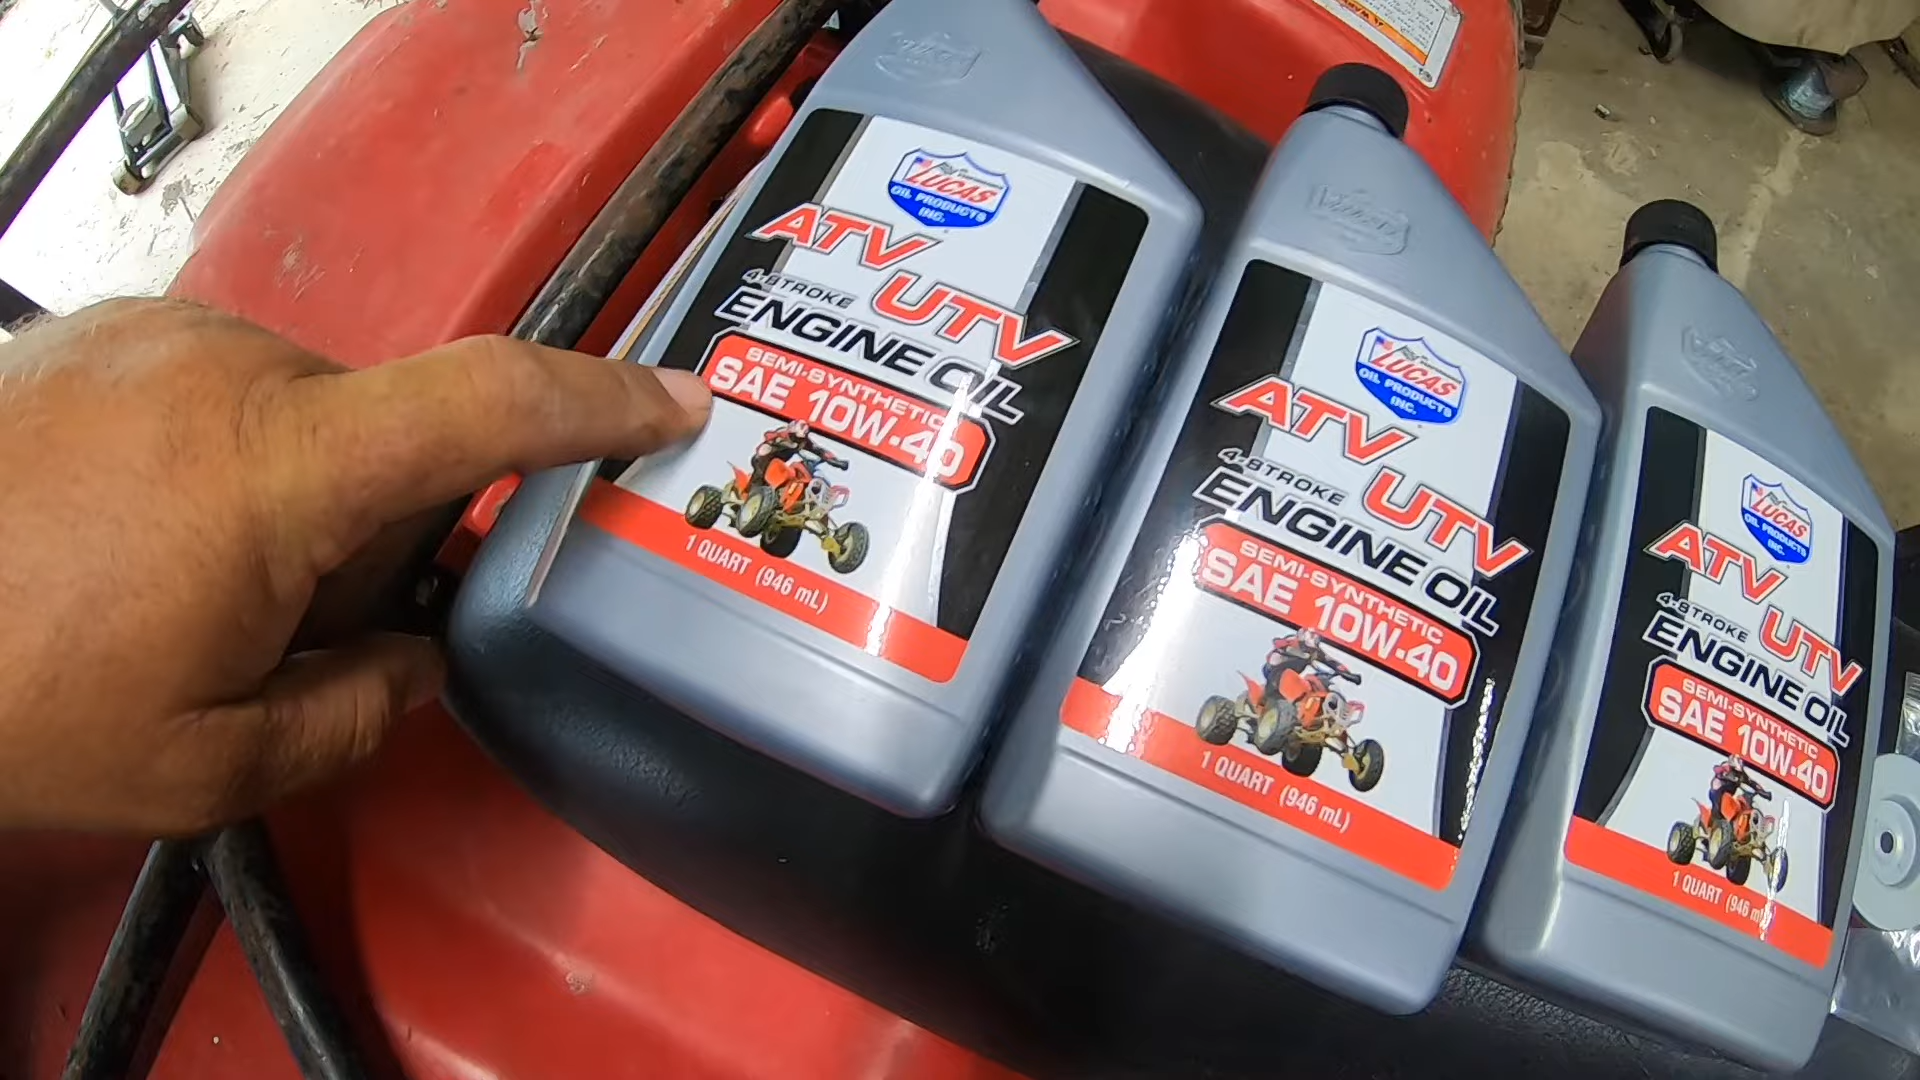 LUCAS
OIL PRODUCTS
INC.
ATV
UTV
4-STROKE
ENGINE OIL
SEMI-SYNTHETIC
SAE 10W-40
1 QUART (946 mL)
LUCAS
OIL PRODUCTS
INC.
ATV
UTV
4-STROKE
ENGINE OIL
SEMI-SYNTHETIC
SAE 10W-40
1 QUART (946 mL)
LUCAS
OIL PRODUCTS
INC.
ATV
UTV
4-STROKE
ENGINE OIL
SEMI-SYNTHETIC
SAE 10W-40
1 QUART (946 mL)